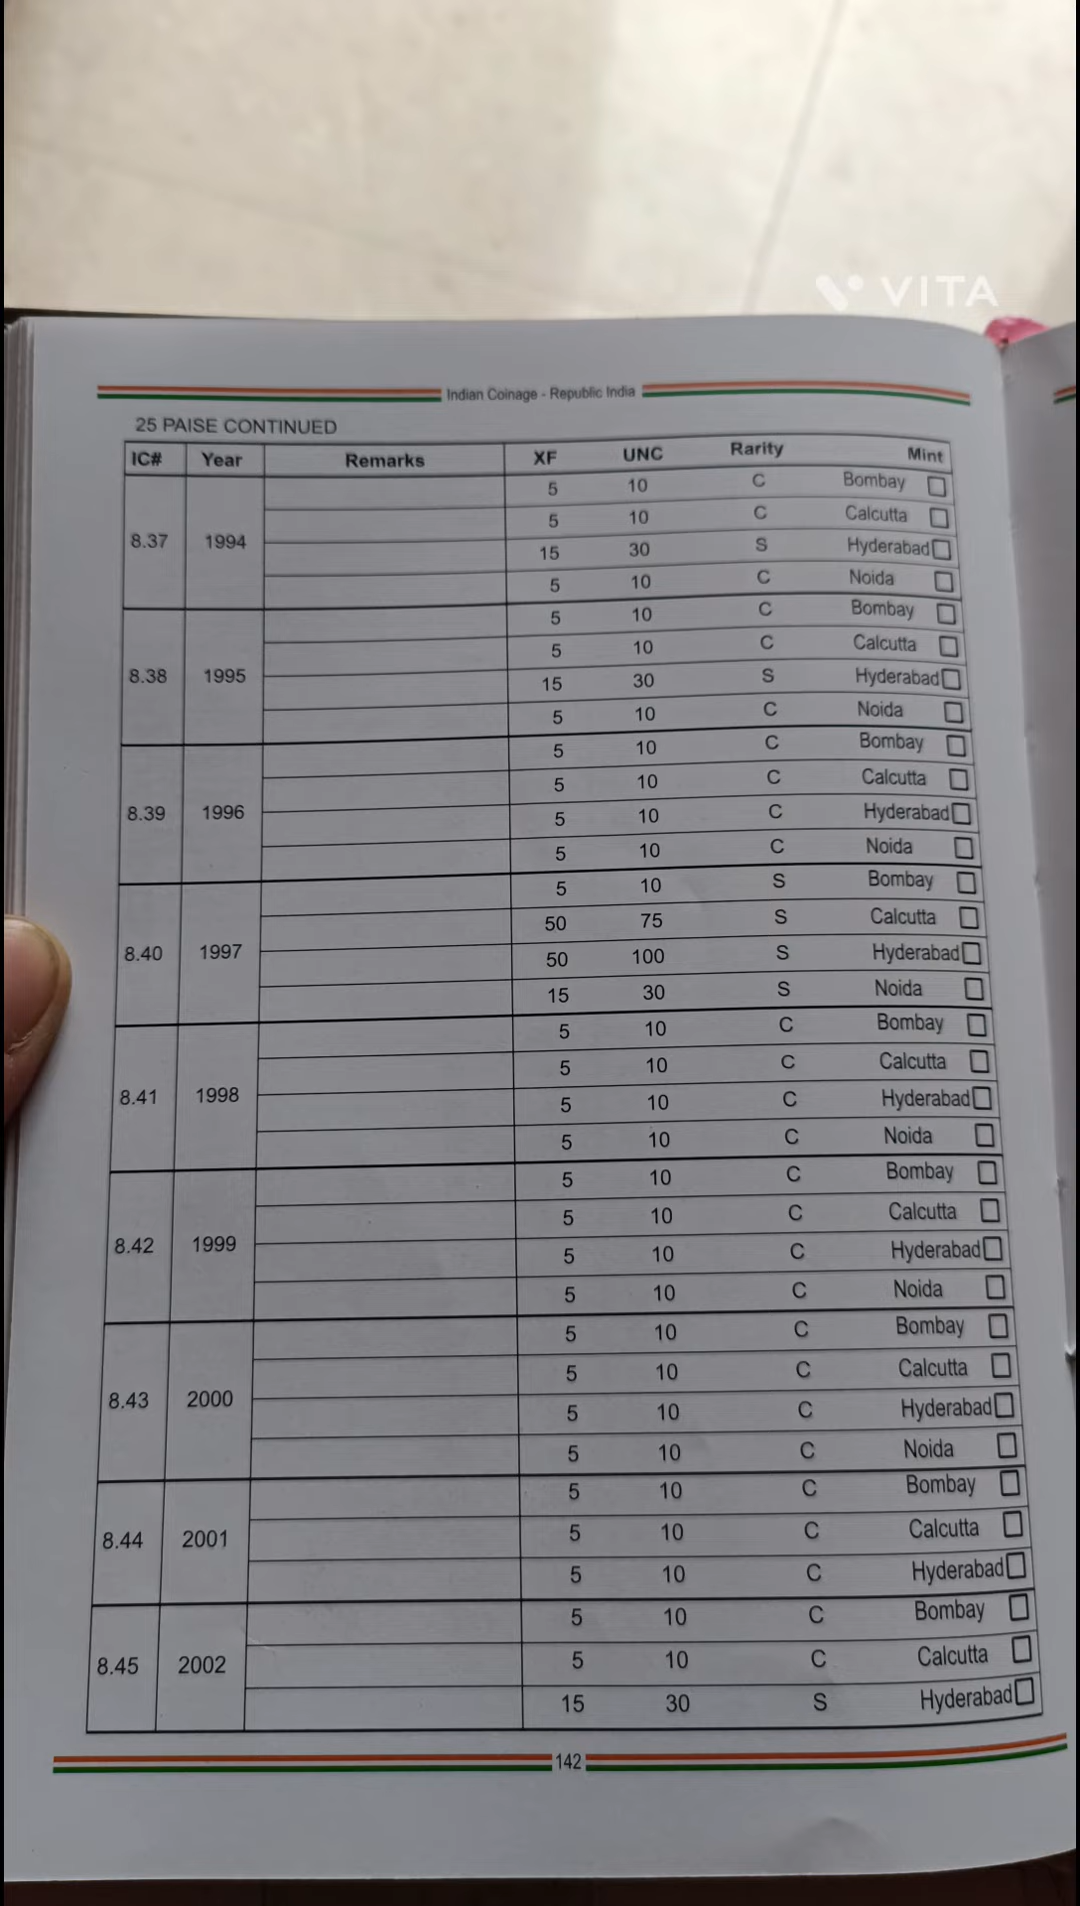 VITA
Indian Coinage - Republic India
25 PAISE CONTINUED
IC# Year Remarks XF UNC Rarity Mint
8.37 1994 5 10 C Bombay
5 10 C Calcutta
15 30 S Hyderabad
5 10 C Noida
8.38 1995 5 10 C Bombay
5 10 C Calcutta
15 30 S Hyderabad
5 10 C Noida
8.39 1996 5 10 C Bombay
5 10 C Calcutta
5 10 C Hyderabad
5 10 C Noida
8.40 1997 5 10 S Bombay
50 75 S Calcutta
50 100 S Hyderabad
15 30 S Noida
8.41 1998 5 10 C Bombay
5 10 C Calcutta
5 10 C Hyderabad
5 10 C Noida
8.42 1999 5 10 C Bombay
5 10 C Calcutta
5 10 C Hyderabad
5 10 C Noida
8.43 2000 5 10 C Bombay
5 10 C Calcutta
5 10 C Hyderabad
5 10 C Noida
8.44 2001 5 10 C Bombay
5 10 C Calcutta
5 10 C Hyderabad
8.45 2002 5 10 C Bombay
5 10 C Calcutta
15 30 S Hyderabad
142